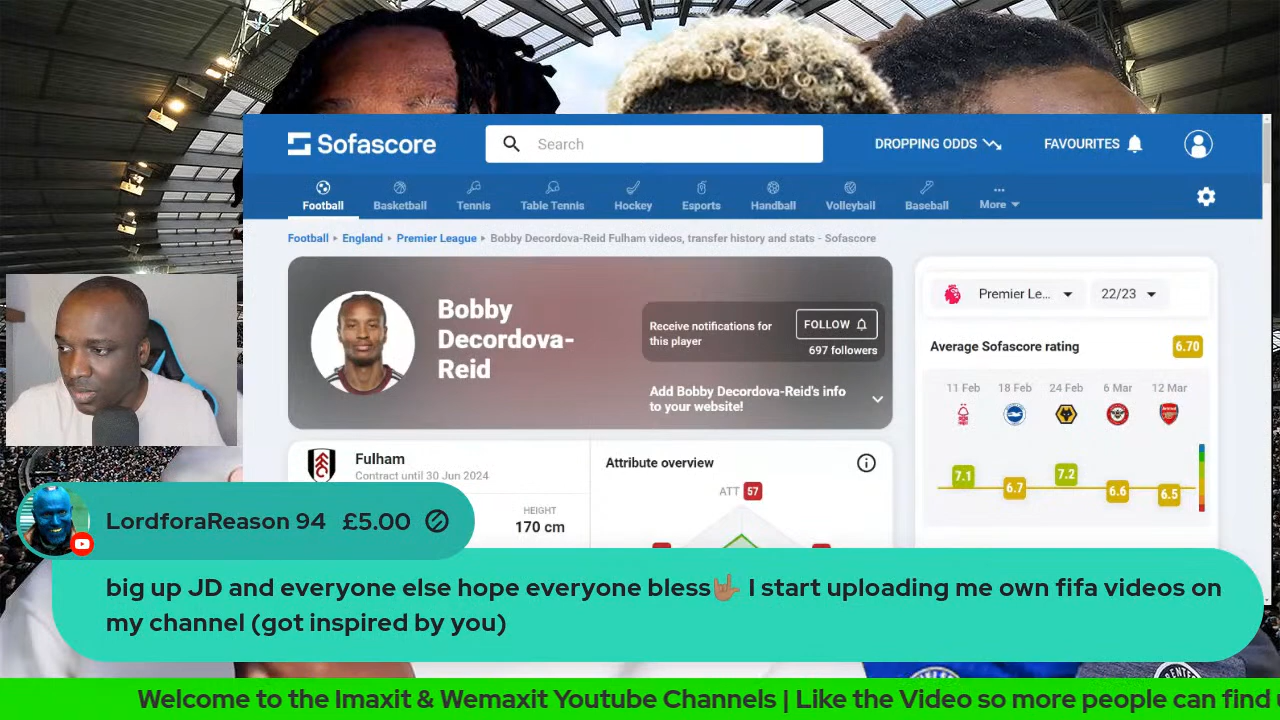 Sofascore
Search
DROPPING ODDS
FAVOURITES
Football
Basketball
Tennis
Table Tennis
Hockey
Esports
Handball
Volleyball
Baseball
More
Football England Premier League Bobby Decordova-Reid Fulham videos, transfer history and stats - Sofascore
Bobby
Decordova-
Reid
Receive notifications for
this player
FOLLOW
697 followers
Add Bobby Decordova-Reid's info
to your website!
Premier Le...
22/23
Average Sofascore rating
6.70
11 Feb
18 Feb
24 Feb
6 Mar
12 Mar
7.1
6.7
7.2
6.6
6.5
Fulham
Contract until 30 Jun 2024
HEIGHT
170 cm
Attribute overview
ATT 57
LordforaReason 94 £5.00
big up JD and everyone else hope everyone bless🤟🏽 I start uploading me own fifa videos on
my channel (got inspired by you)
Welcome to the Imaxit & Wemaxit Youtube Channels | Like the Video so more people can find